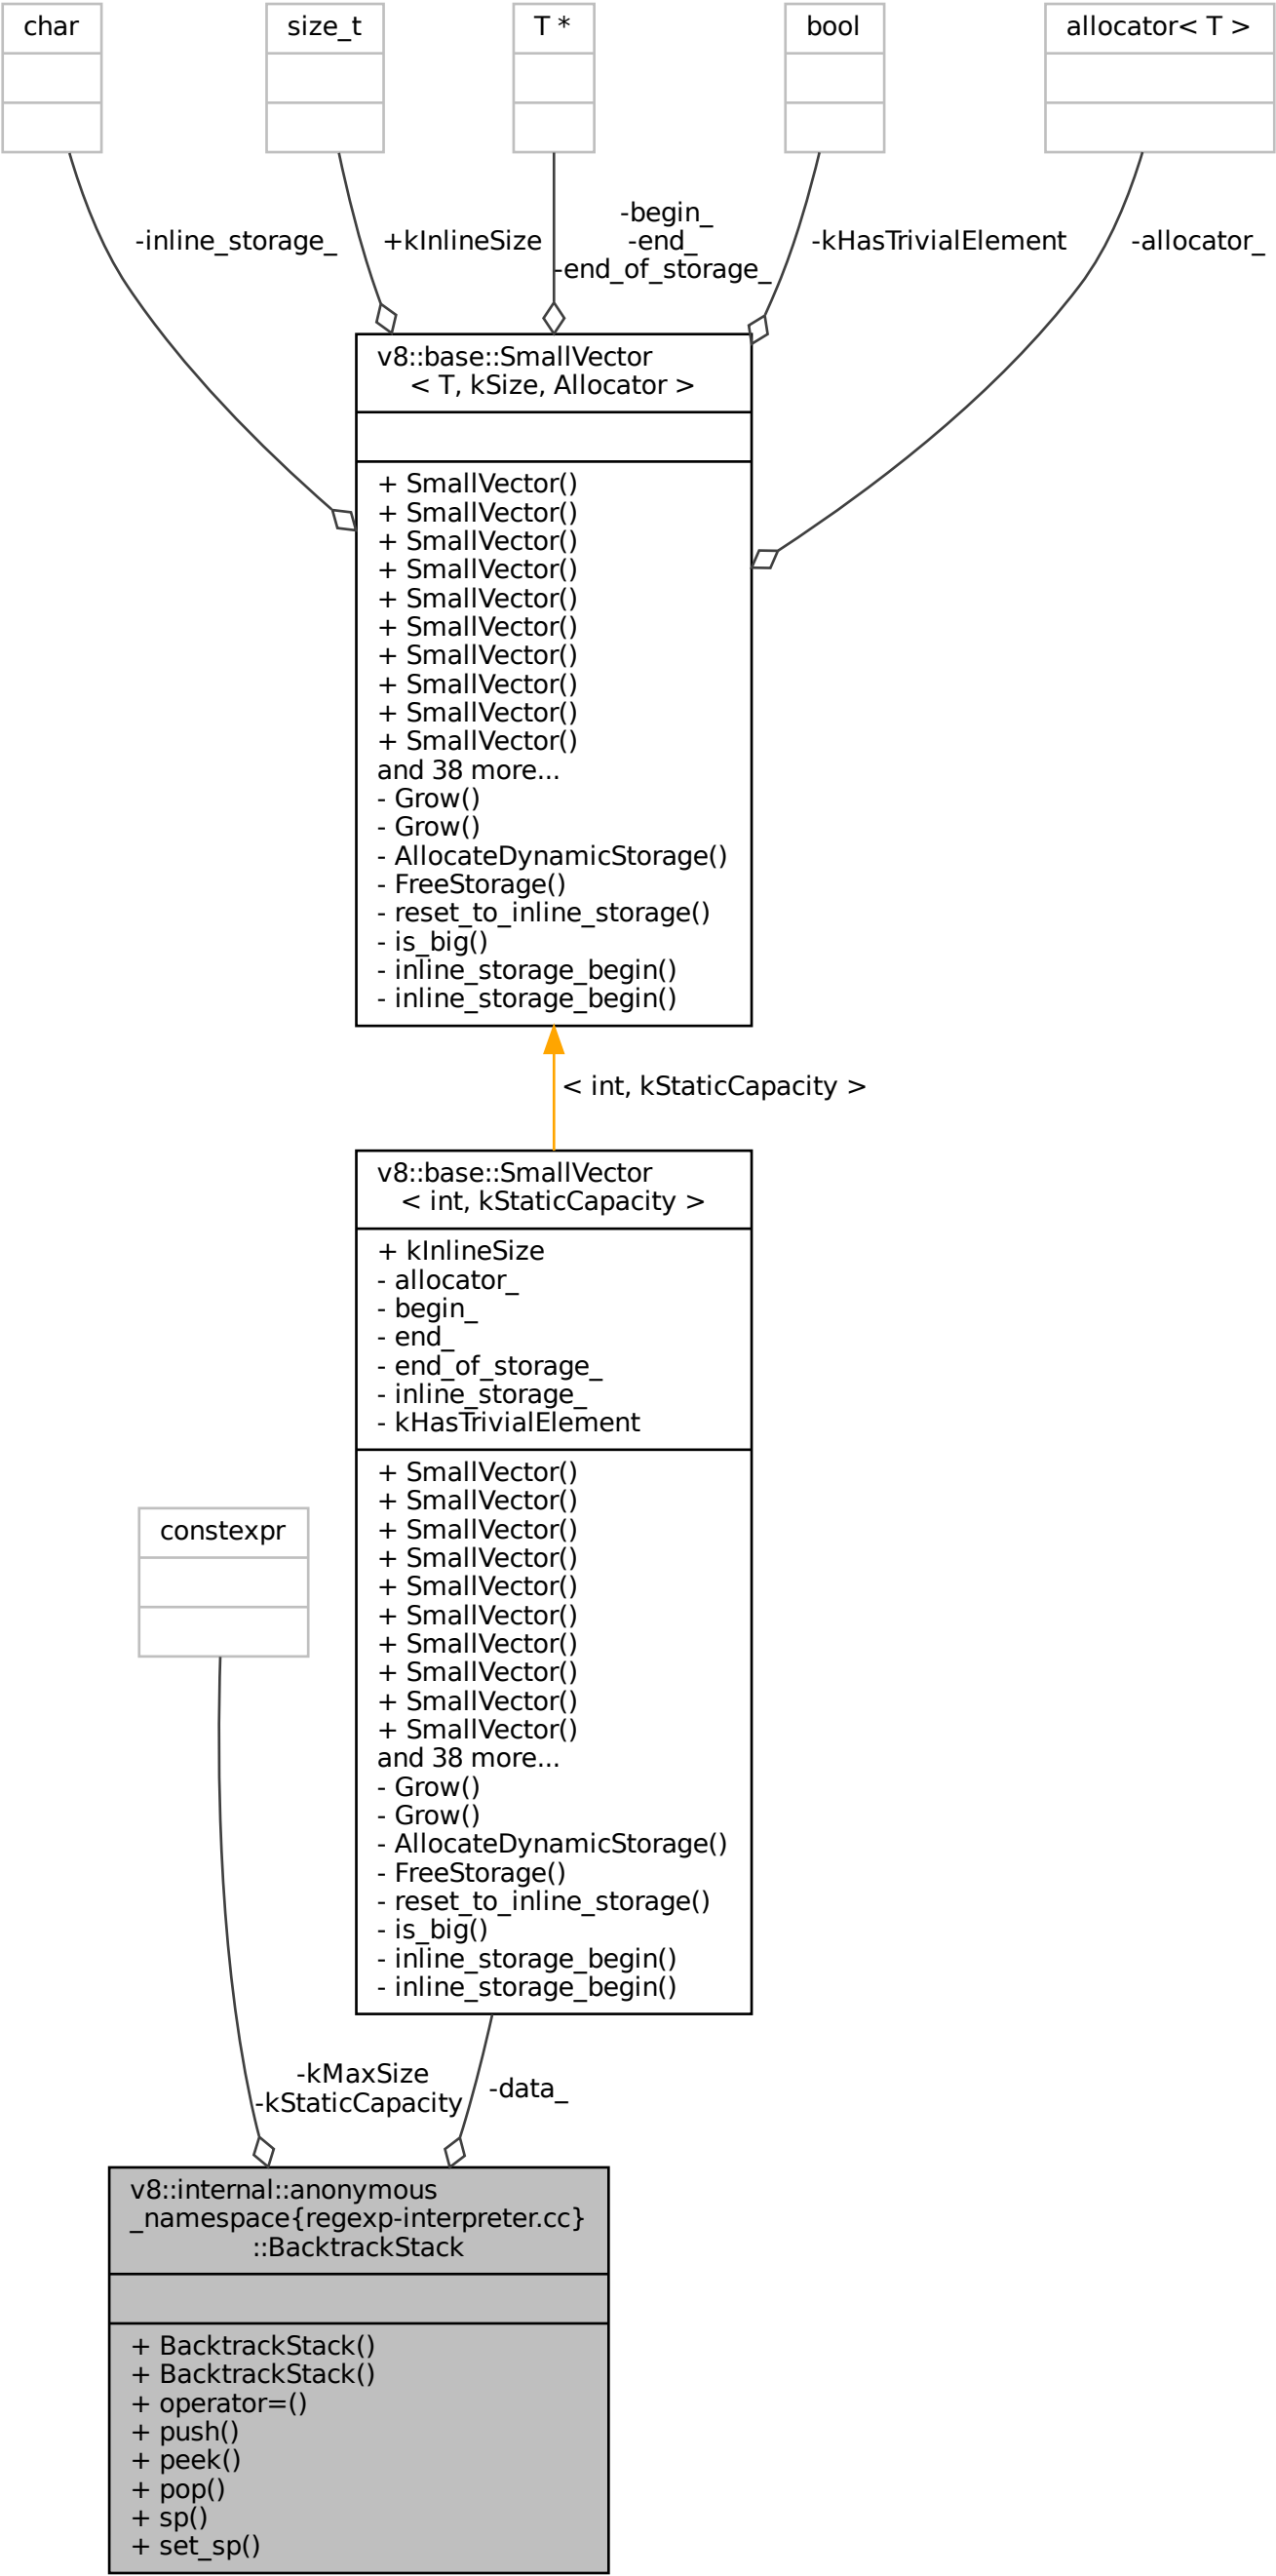 char
size_t
T *
bool
allocator< T >
-inline_storage_
+kInlineSize
-begin_
-end_
-end_of_storage_
-kHasTrivialElement
-allocator_
v8::base::SmallVector
< T, kSize, Allocator >
+ SmallVector()
+ SmallVector()
+ SmallVector()
+ SmallVector()
+ SmallVector()
+ SmallVector()
+ SmallVector()
+ SmallVector()
+ SmallVector()
+ SmallVector()
and 38 more...
- Grow()
- Grow()
- AllocateDynamicStorage()
- FreeStorage()
- reset_to_inline_storage()
- is_big()
- inline_storage_begin()
- inline_storage_begin()
< int, kStaticCapacity >
v8::base::SmallVector
< int, kStaticCapacity >
+ kInlineSize
- allocator_
- begin_
- end_
- end_of_storage_
- inline_storage_
- kHasTrivialElement
+ SmallVector()
+ SmallVector()
+ SmallVector()
+ SmallVector()
+ SmallVector()
+ SmallVector()
+ SmallVector()
+ SmallVector()
+ SmallVector()
+ SmallVector()
and 38 more...
- Grow()
- Grow()
- AllocateDynamicStorage()
- FreeStorage()
- reset_to_inline_storage()
- is_big()
- inline_storage_begin()
- inline_storage_begin()
constexpr
-kMaxSize
-kStaticCapacity
-data_
v8::internal::anonymous
_namespace{regexp-interpreter.cc}
::BacktrackStack
+ BacktrackStack()
+ BacktrackStack()
+ operator=()
+ push()
+ peek()
+ pop()
+ sp()
+ set_sp()